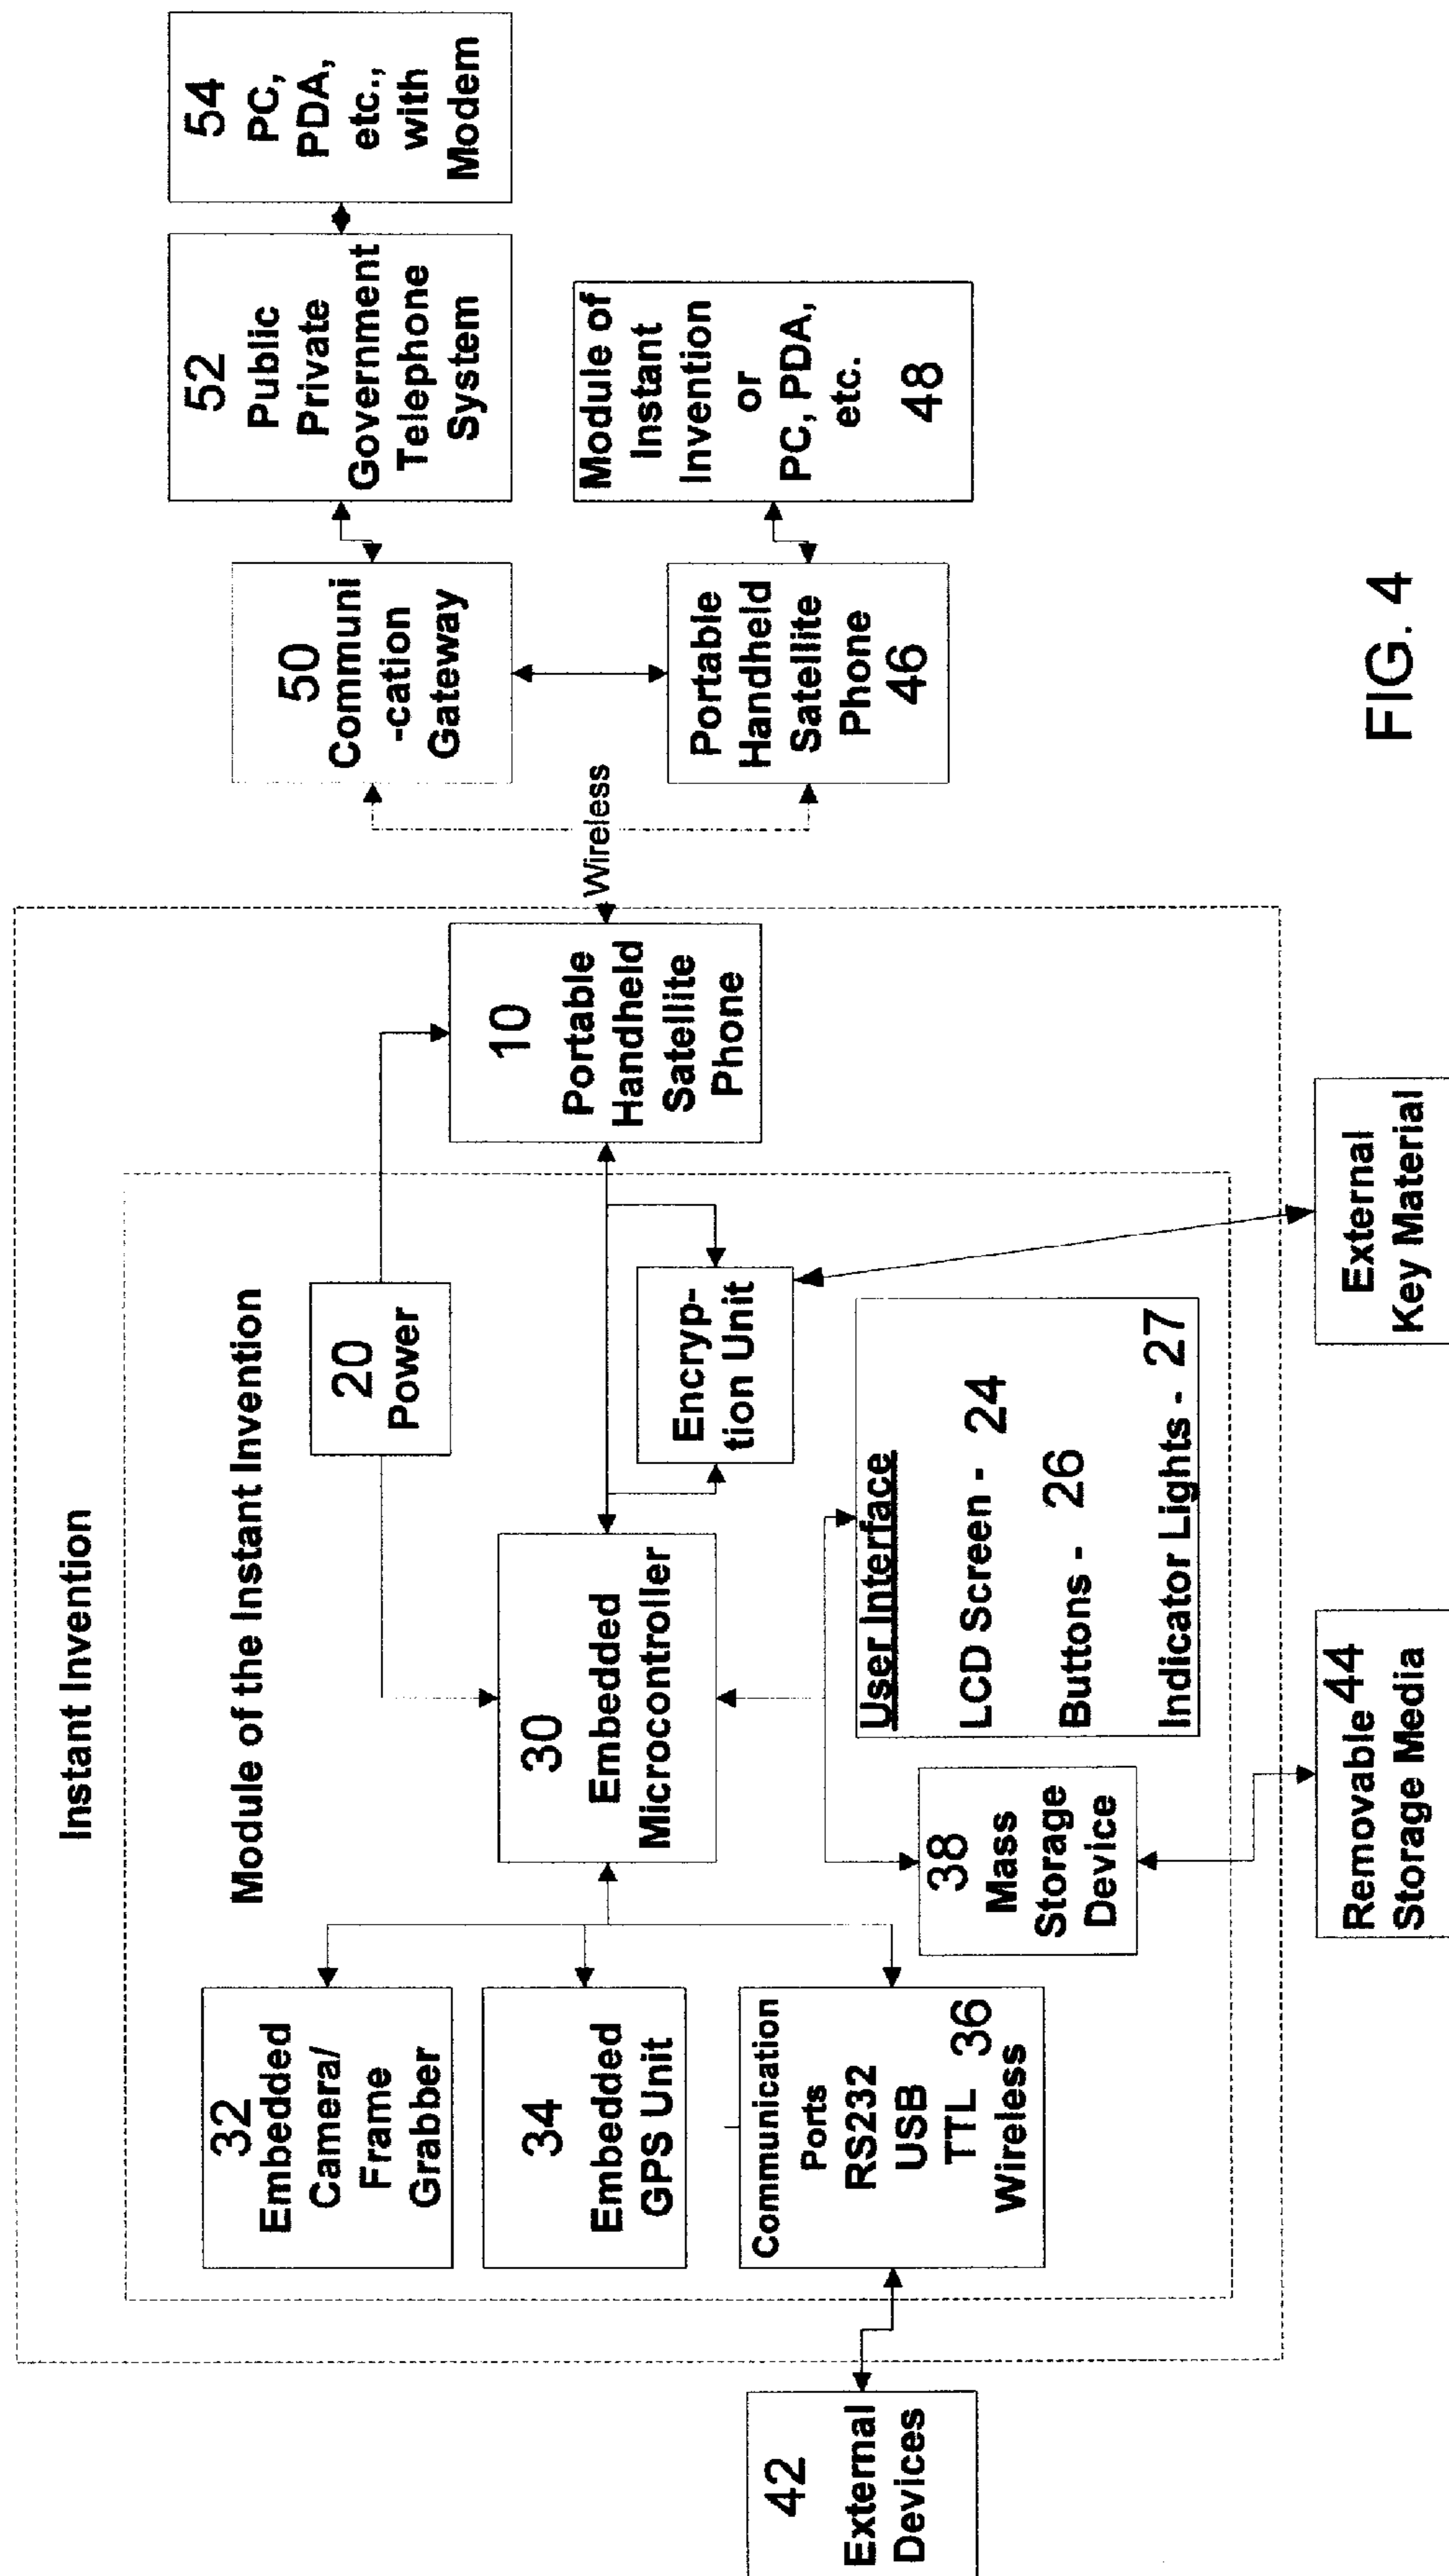 Instant Invention
Module of the Instant Invention
32
Embedded
Camera/
Frame
Grabber
34
Embedded
GPS Unit
Communication
Ports
RS232
USB
TTL 36
Wireless
42
External
Devices
30
Embedded
Microcontroller
20
Power
Encryp-
tion Unit
38
Mass
Storage
Device
User Interface
LCD Screen - 24
Buttons - 26
Indicator Lights - 27
Removable 44
Storage Media
External
Key Material
10
Portable
Handheld
Satellite
Phone
Wireless
50
Communi
-cation
Gateway
Portable
Handheld
Satellite
Phone
46
52
Public
Private
Government
Telephone
System
54
PC,
PDA,
etc.,
with
Modem
Module of
Instant
Invention
or
PC, PDA,
etc.
48
FIG. 4